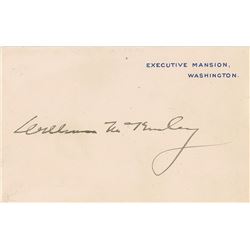 EXECUTIVE MANSION,
WASHINGTON.
William McKinley